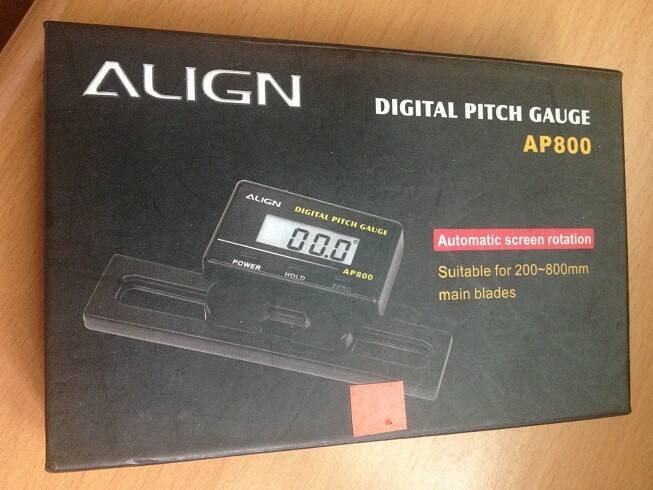 ALIGN
DIGITAL PITCH GAUGE
AP800
Automatic screen rotation
Suitable for 200~800mm
main blades
ALIGN
DIGITAL PITCH GAUGE
00.0°
AP800
POWER
HOLD
ZERO